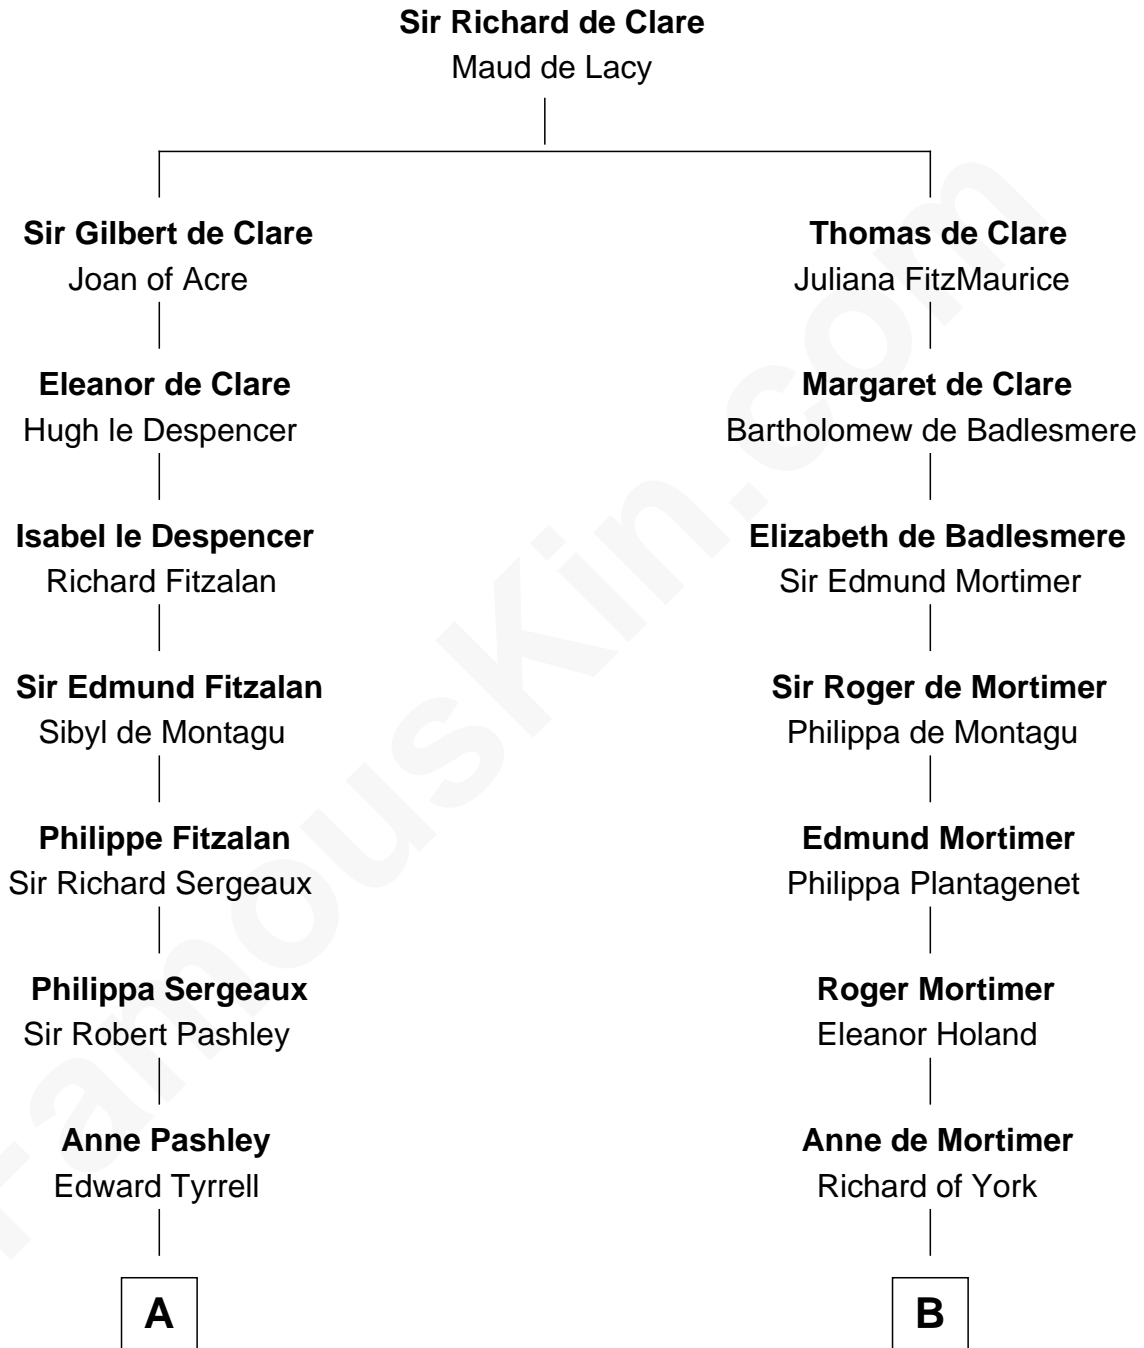 Sir Richard de Clare
Maud de Lacy
Sir Gilbert de Clare
Joan of Acre
Eleanor de Clare
Hugh le Despencer
Isabel le Despencer
Richard Fitzalan
Sir Edmund Fitzalan
Sibyl de Montagu
Philippe Fitzalan
Sir Richard Sergeaux
Philippa Sergeaux
Sir Robert Pashley
Anne Pashley
Edward Tyrrell
A
Thomas de Clare
Juliana FitzMaurice
Margaret de Clare
Bartholomew de Badlesmere
Elizabeth de Badlesmere
Sir Edmund Mortimer
Sir Roger de Mortimer
Philippa de Montagu
Edmund Mortimer
Philippa Plantagenet
Roger Mortimer
Eleanor Holand
Anne de Mortimer
Richard of York
B
FamousKin.com